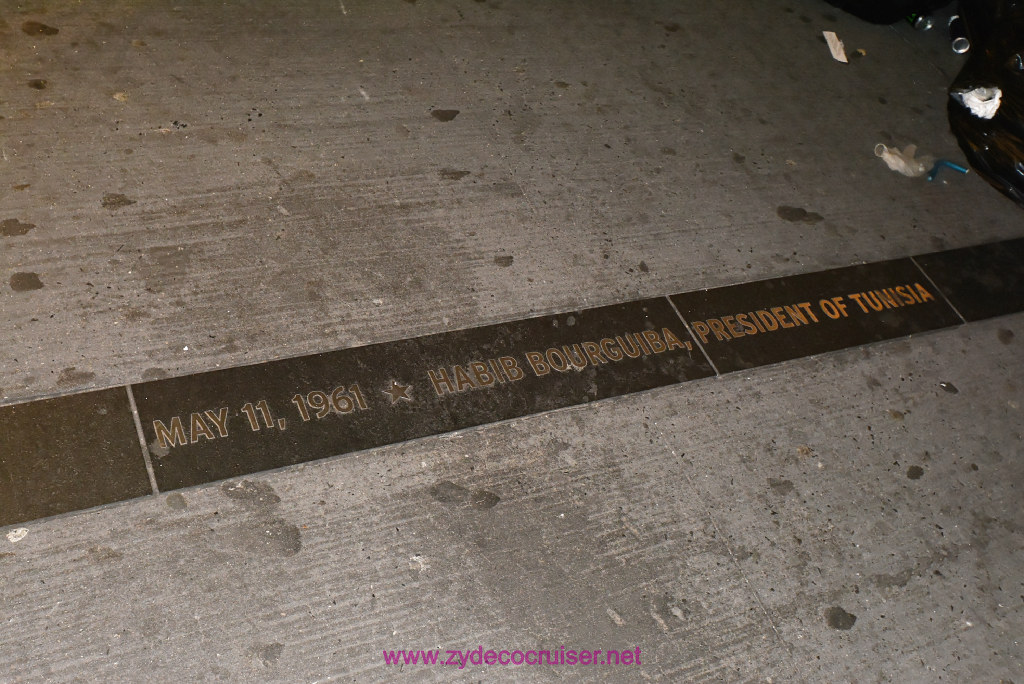 MAY 11, 1961 ★ HABIB BOURGUIBA, PRESIDENT OF TUNISIA
www.zydecocruiser.net